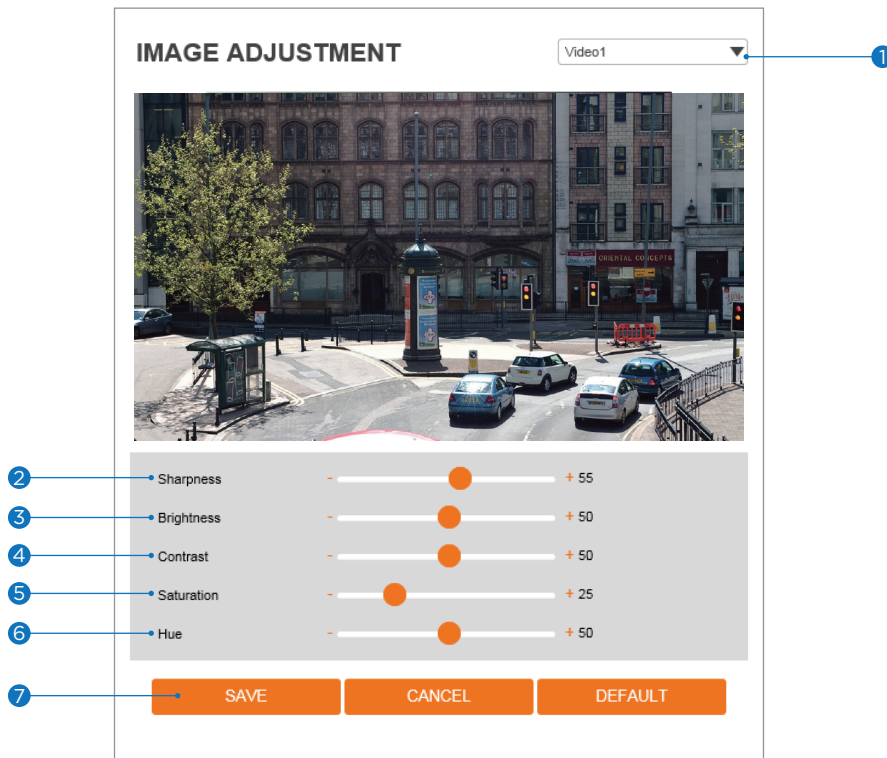 IMAGE ADJUSTMENT
Video1
1
ORIENTAL CONCEPTS
2 Sharpness - + 55
3 Brightness - + 50
4 Contrast - + 50
5 Saturation - + 25
6 Hue - + 50
7 SAVE CANCEL DEFAULT